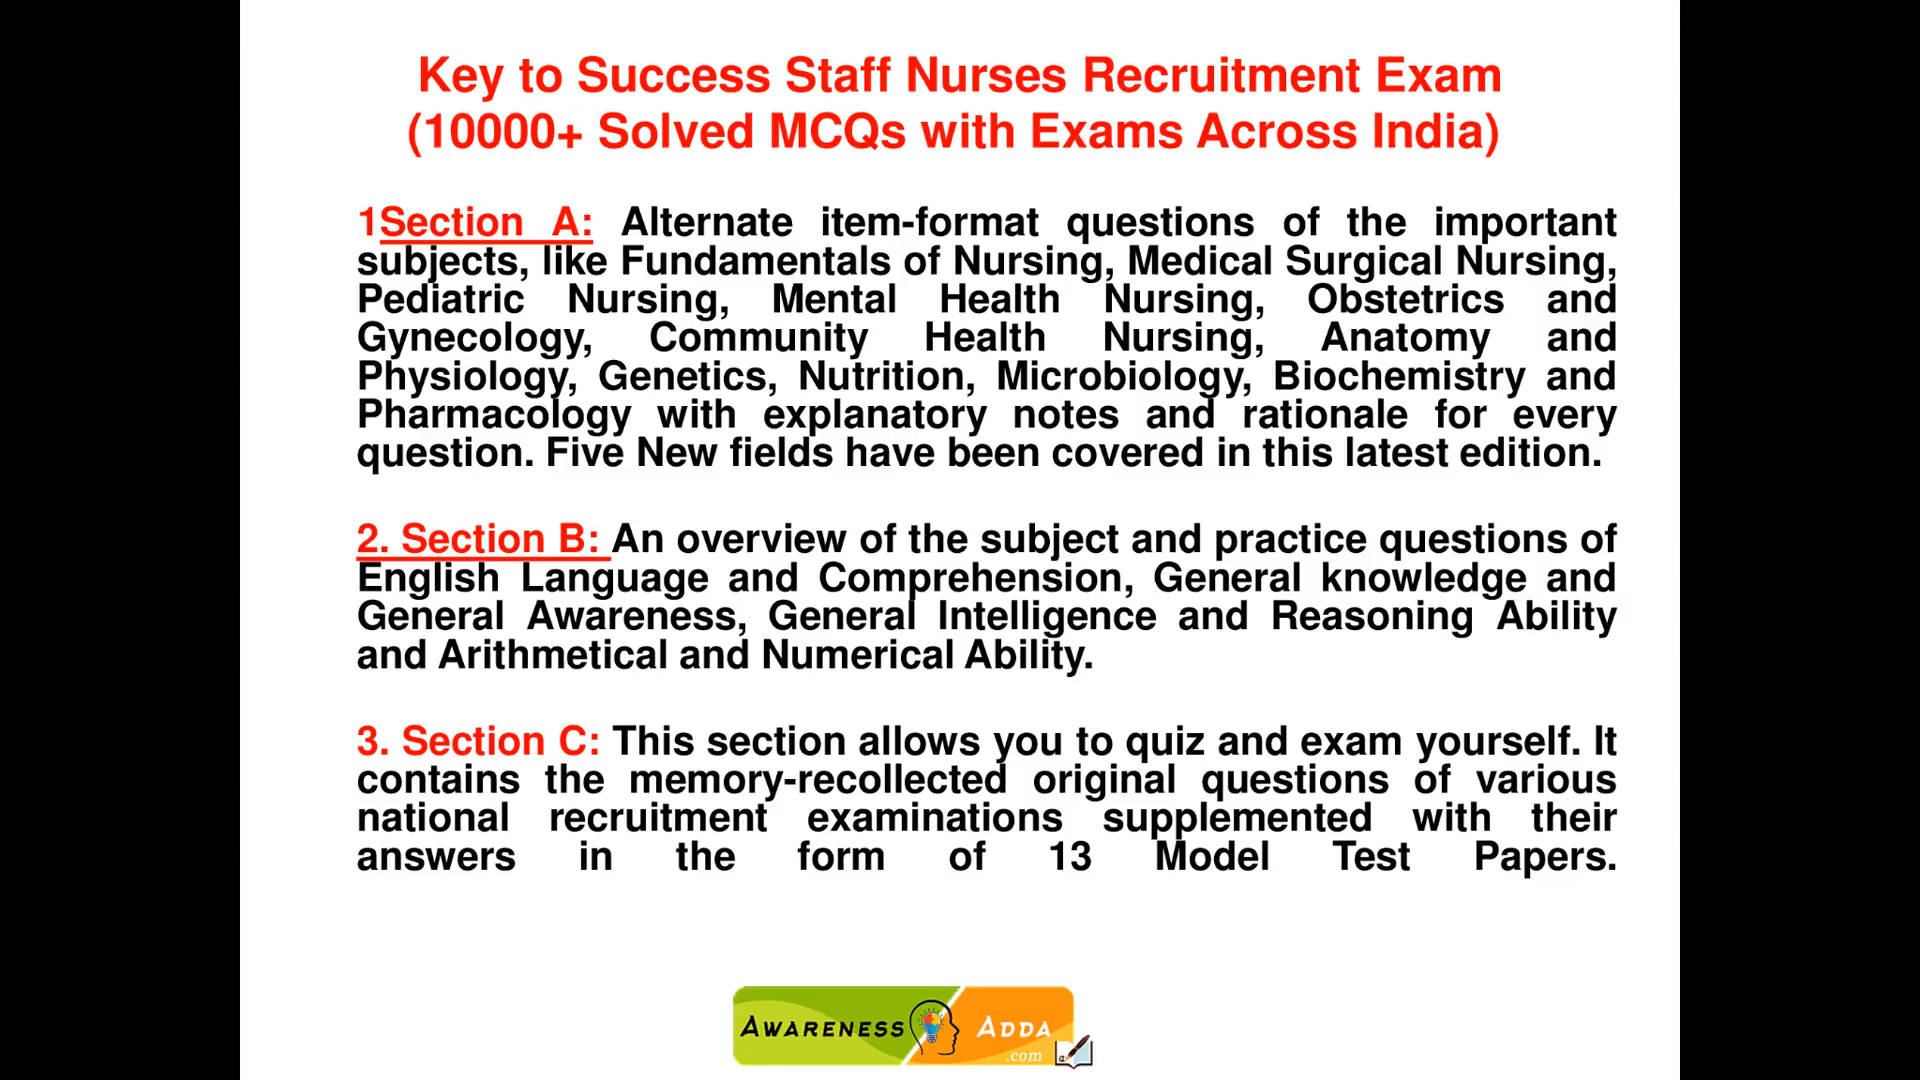 Key to Success Staff Nurses Recruitment Exam
(10000+ Solved MCQs with Exams Across India)
1Section A: Alternate item-format questions of the important
subjects, like Fundamentals of Nursing, Medical Surgical Nursing,
Pediatric Nursing, Mental Health Nursing, Obstetrics and
Gynecology, Community Health Nursing, Anatomy and
Physiology, Genetics, Nutrition, Microbiology, Biochemistry and
Pharmacology with explanatory notes and rationale for every
question. Five New fields have been covered in this latest edition.
2. Section B: An overview of the subject and practice questions of
English Language and Comprehension, General knowledge and
General Awareness, General Intelligence and Reasoning Ability
and Arithmetical and Numerical Ability.
3. Section C: This section allows you to quiz and exam yourself. It
contains the memory-recollected original questions of various
national recruitment examinations supplemented with their
answers in the form of 13 Model Test Papers.
AWARENESS ADDA
.com
a